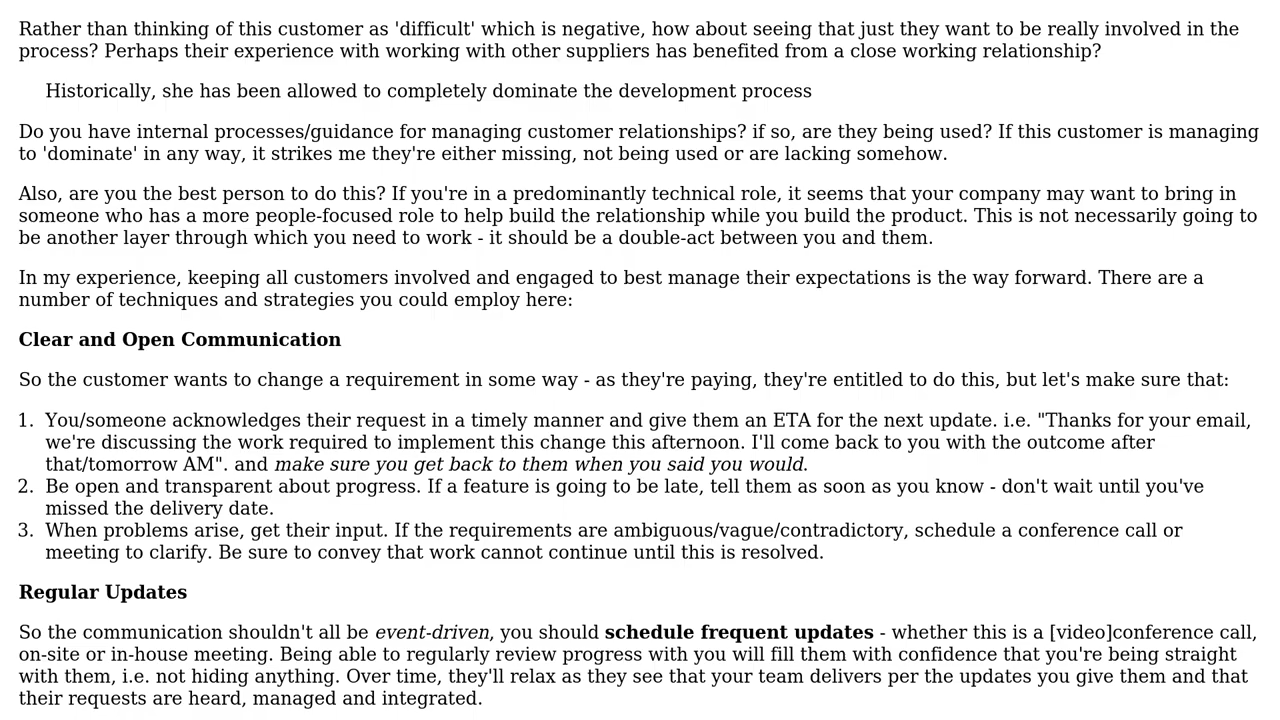 Rather than thinking of this customer as 'difficult' which is negative, how about seeing that just they want to be really involved in the
process? Perhaps their experience with working with other suppliers has benefited from a close working relationship?
Historically, she has been allowed to completely dominate the development process
Do you have internal processes/guidance for managing customer relationships? if so, are they being used? If this customer is managing
to 'dominate' in any way, it strikes me they're either missing, not being used or are lacking somehow.
Also, are you the best person to do this? If you're in a predominantly technical role, it seems that your company may want to bring in
someone who has a more people-focused role to help build the relationship while you build the product. This is not necessarily going to
be another layer through which you need to work - it should be a double-act between you and them.
In my experience, keeping all customers involved and engaged to best manage their expectations is the way forward. There are a
number of techniques and strategies you could employ here:
Clear and Open Communication
So the customer wants to change a requirement in some way - as they're paying, they're entitled to do this, but let's make sure that:
1. You/someone acknowledges their request in a timely manner and give them an ETA for the next update. i.e. "Thanks for your email,
we're discussing the work required to implement this change this afternoon. I'll come back to you with the outcome after
that/tomorrow AM". and make sure you get back to them when you said you would.
2. Be open and transparent about progress. If a feature is going to be late, tell them as soon as you know - don't wait until you've
missed the delivery date.
3. When problems arise, get their input. If the requirements are ambiguous/vague/contradictory, schedule a conference call or
meeting to clarify. Be sure to convey that work cannot continue until this is resolved.
Regular Updates
So the communication shouldn't all be event-driven, you should schedule frequent updates - whether this is a [video]conference call,
on-site or in-house meeting. Being able to regularly review progress with you will fill them with confidence that you're being straight
with them, i.e. not hiding anything. Over time, they'll relax as they see that your team delivers per the updates you give them and that
their requests are heard, managed and integrated.